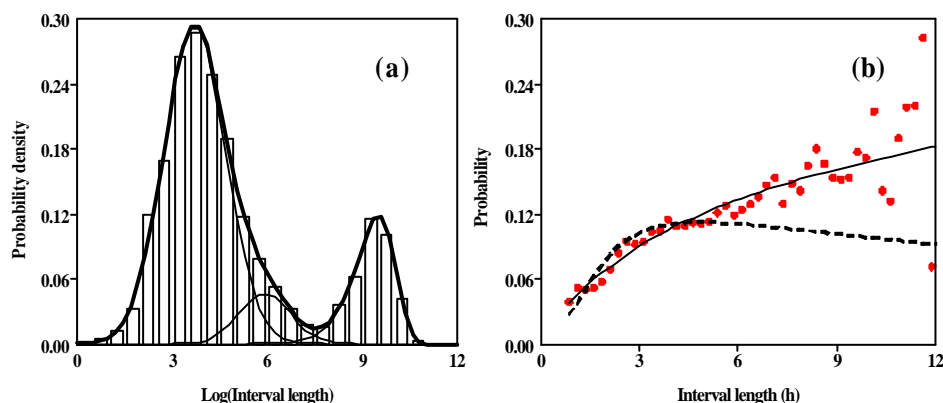 (a)
Probability density
0.30
0.24
0.18
0.12
0.06
0.00
0 3 6 9 12
Log(Interval length)
(b)
Probability
0.30
0.24
0.18
0.12
0.06
0.00
0 3 6 9 12
Interval length (h)